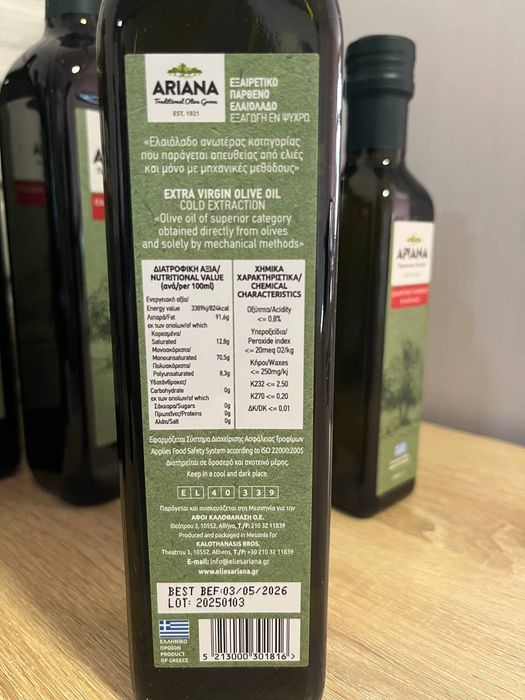 ARIANA
Traditional Olive Grove
EST. 1921
ΕΞΑΙΡΕΤΙΚΟ
ΠΑΡΘΕΝΟ
ΕΛΑΙΟΛΑΔΟ
ΕΞΑΓΩΓΗ ΕΝ ΨΥΧΡΩ
«Ελαιόλαδο ανωτέρας κατηγορίας
που παράγεται απευθείας από ελιές
και μόνο με μηχανικές μεθόδους»
EXTRA VIRGIN OLIVE OIL
COLD EXTRACTION
«Olive oil of superior category
obtained directly from olives
and solely by mechanical methods»
ΔΙΑΤΡΟΦΙΚΗ ΑΞΙΑ/
NUTRITIONAL VALUE
(ανά/per 100ml)
Ενεργειακή αξία/
Energy value 3389kj/824kcal
Λιπαρά/Fat 91,6g
εκ των οποίων/of which
Κορεσμένα/
Saturated 12,8g
Μονοακόρεστα/
Monounsaturated 70,5g
Πολυακόρεστα/
Polyunsaturated 8,3g
Υδατάνθρακες/
Carbohydrate 0g
εκ των οποίων/of which
Σάκχαρα/Sugars 0g
Πρωτεΐνες/Proteins 0g
Αλάτι/Salt 0g
ΧΗΜΙΚΑ
ΧΑΡΑΚΤΗΡΙΣΤΙΚΑ/
CHEMICAL
CHARACTERISTICS
Οξύτητα/Acidity
<= 0,8%
Υπεροξείδια/
Peroxide index
<= 20meq O2/kg
Κήροι/Waxes
<= 250mg/kj
K232 <= 2,50
K270 <= 0,20
ΔK/DK <= 0,01
Εφαρμόζεται Σύστημα Διαχείρισης Ασφάλειας Τροφίμων
Applies Food Safety System according to ISO 22000:2005
Διατηρείται σε δροσερό και σκοτεινό μέρος.
Keep in a cool and dark place.
EL 40 339
Παράγεται και συσκευάζεται στη Μεσσηνία για την
ΑΦΟΙ ΚΑΛΟΘΑΝΑΣΗ Ο.Ε.
Θεάτρου 3, 10552, Αθήνα, Τ./F: 210 32 11839
Produced and packaged in Messinia for
KALOTHANASIS BROS.
Theatrou 3, 10552, Athens, T./F: +30 210 32 11839
E.: info@eliesariana.gr
www.eliesariana.gr
BEST BEF:03/05/2026
LOT: 20250103
ΕΛΛΗΝΙΚΟ
ΠΡΟΪΟΝ
PRODUCT
OF GREECE
5 213000 301816 >
ARIANA